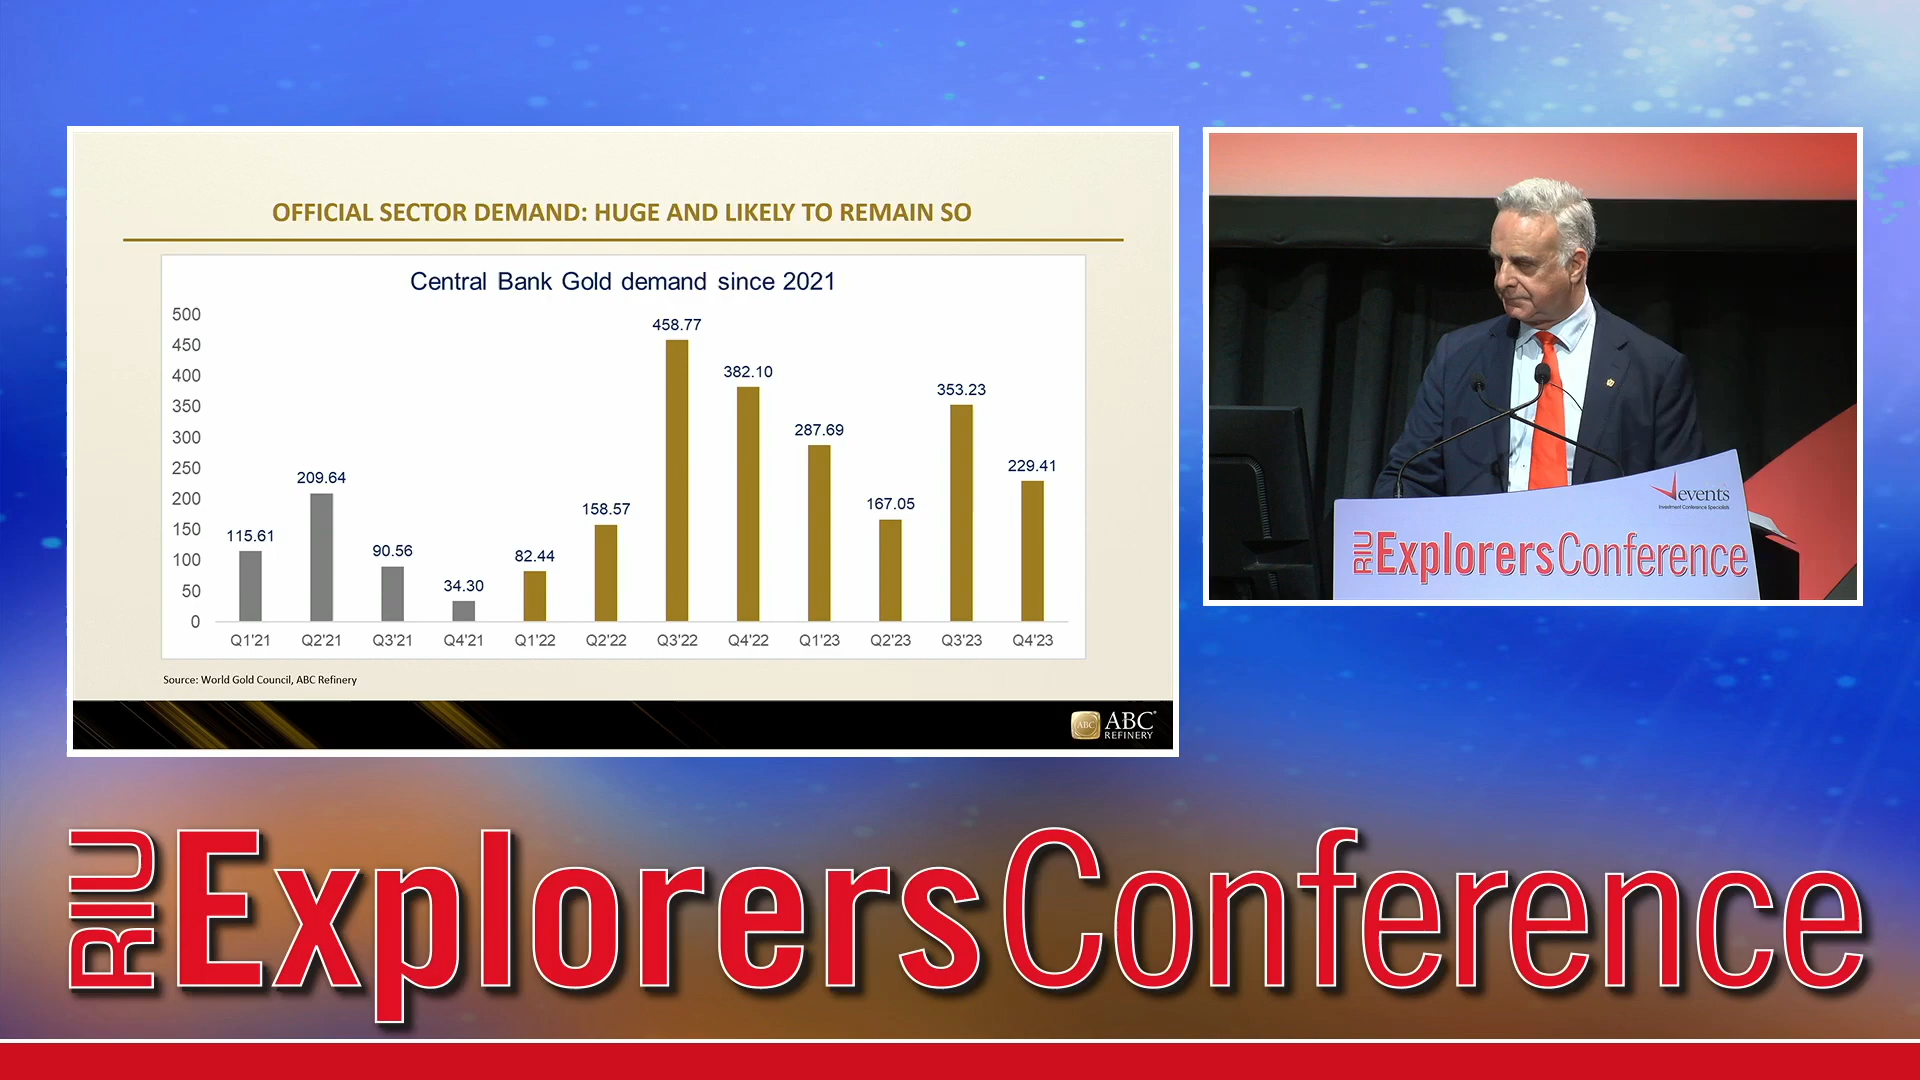 OFFICIAL SECTOR DEMAND: HUGE AND LIKELY TO REMAIN SO
Central Bank Gold demand since 2021
500
450
400
350
300
250
200
150
100
50
0
115.61
209.64
90.56
34.30
82.44
158.57
458.77
382.10
287.69
167.05
353.23
229.41
Q1'21 Q2'21 Q3'21 Q4'21 Q1'22 Q2'22 Q3'22 Q4'22 Q1'23 Q2'23 Q3'23 Q4'23
Source: World Gold Council, ABC Refinery
ABC
ABC
REFINERY
events
Investment Conference Specialists
RIU ExplorersConference
RIU ExplorersConference